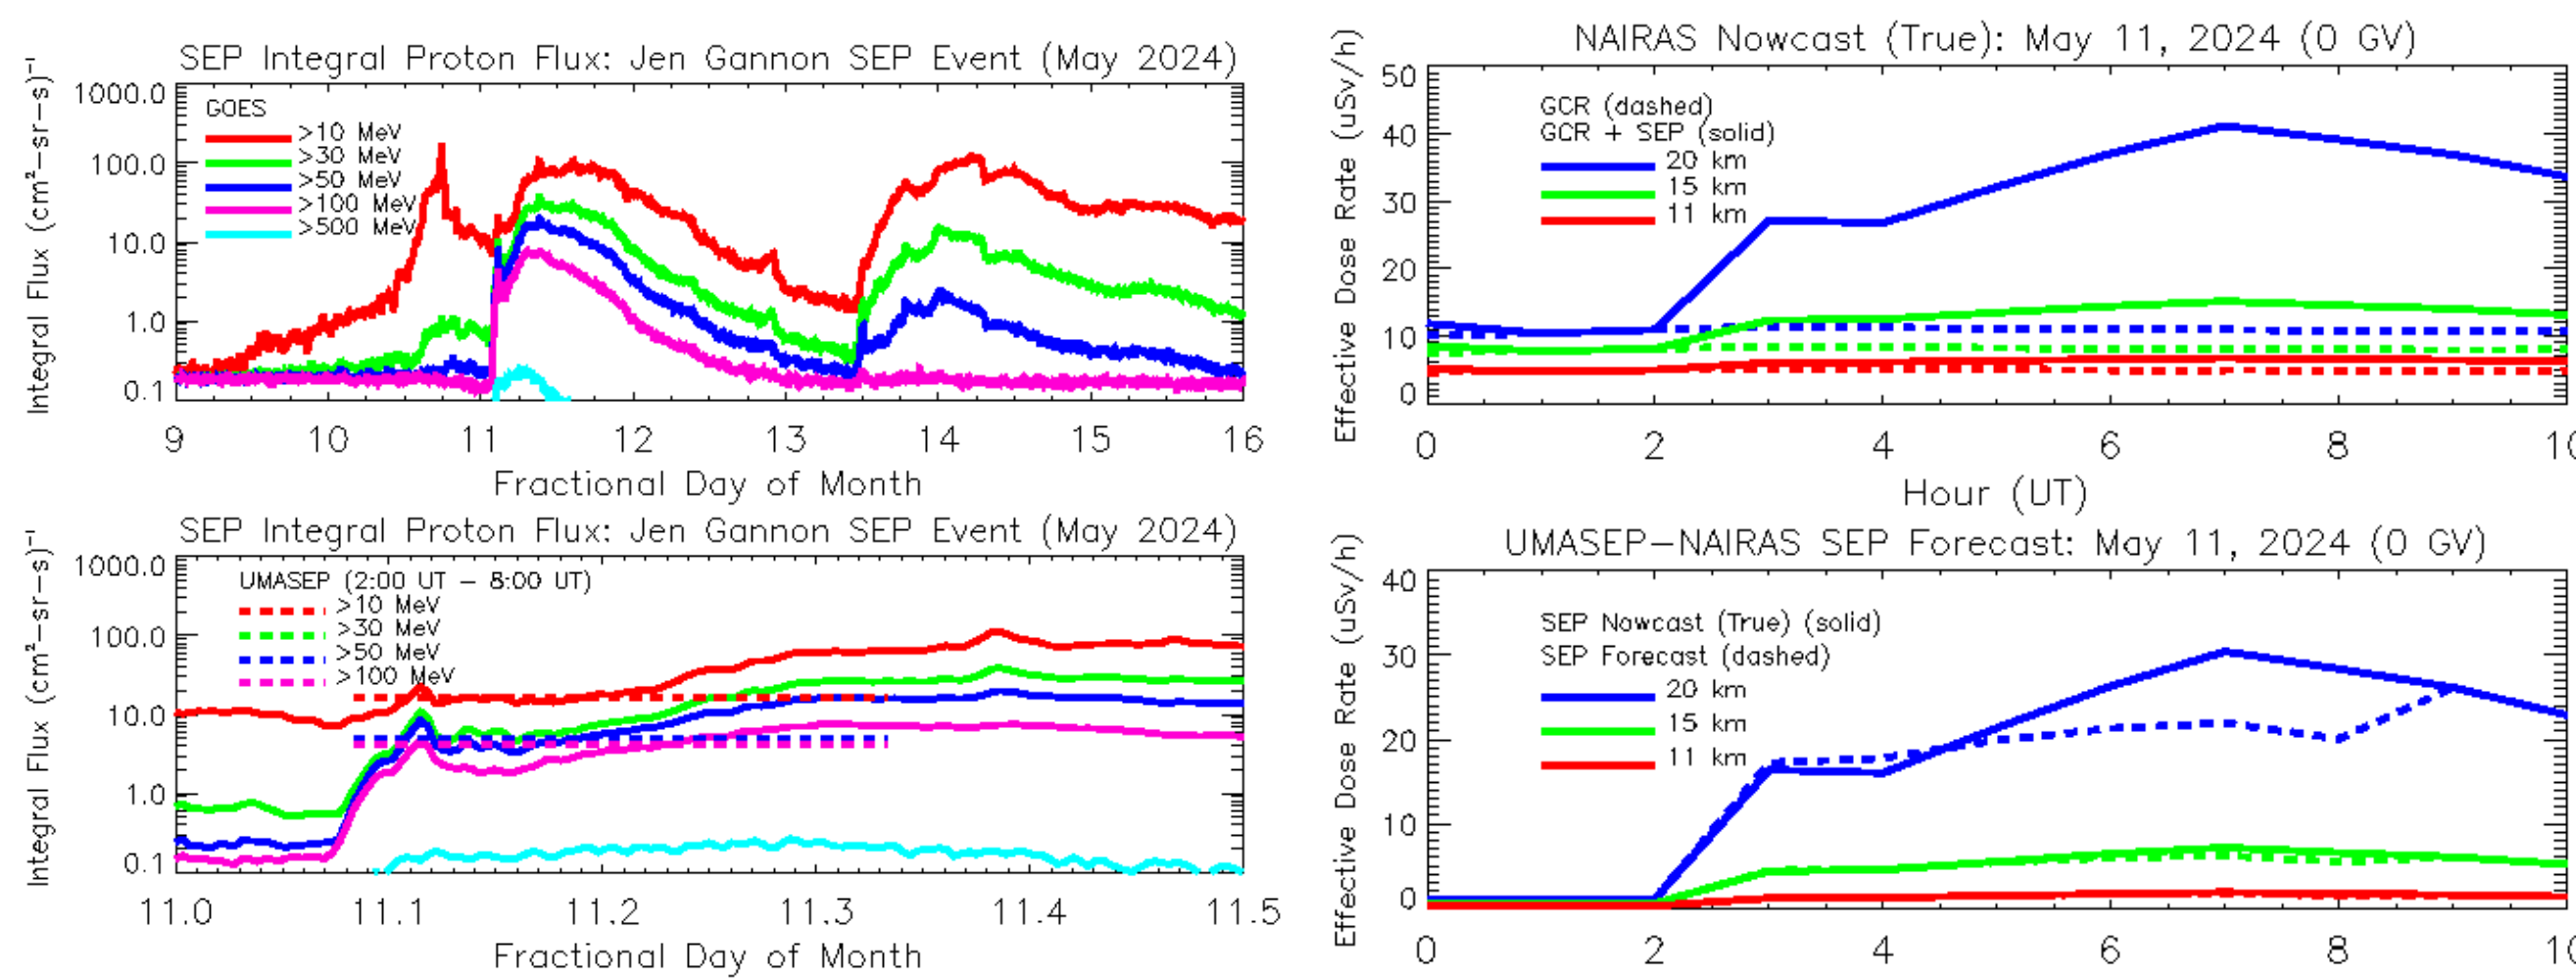 SEP Integral Proton Flux: Jen Gannon SEP Event (May 2024)
Integral Flux (cm²-sr-s)⁻¹
1000.0
100.0
10.0
1.0
0.1
GOES
>10 MeV
>30 MeV
>50 MeV
>100 MeV
>500 MeV
9 10 11 12 13 14 15 16
Fractional Day of Month
NAIRAS Nowcast (True): May 11, 2024 (0 GV)
Effective Dose Rate (uSv/h)
50
40
30
20
10
0
GCR (dashed)
GCR + SEP (solid)
20 km
15 km
11 km
0 2 4 6 8 10
Hour (UT)
SEP Integral Proton Flux: Jen Gannon SEP Event (May 2024)
Integral Flux (cm²-sr-s)⁻¹
1000.0
100.0
10.0
1.0
0.1
UMASEP (2:00 UT - 8:00 UT)
>10 MeV
>30 MeV
>50 MeV
>100 MeV
11.0 11.1 11.2 11.3 11.4 11.5
Fractional Day of Month
UMASEP-NAIRAS SEP Forecast: May 11, 2024 (0 GV)
Effective Dose Rate (uSv/h)
40
30
20
10
0
SEP Nowcast (True) (solid)
SEP Forecast (dashed)
20 km
15 km
11 km
0 2 4 6 8 10